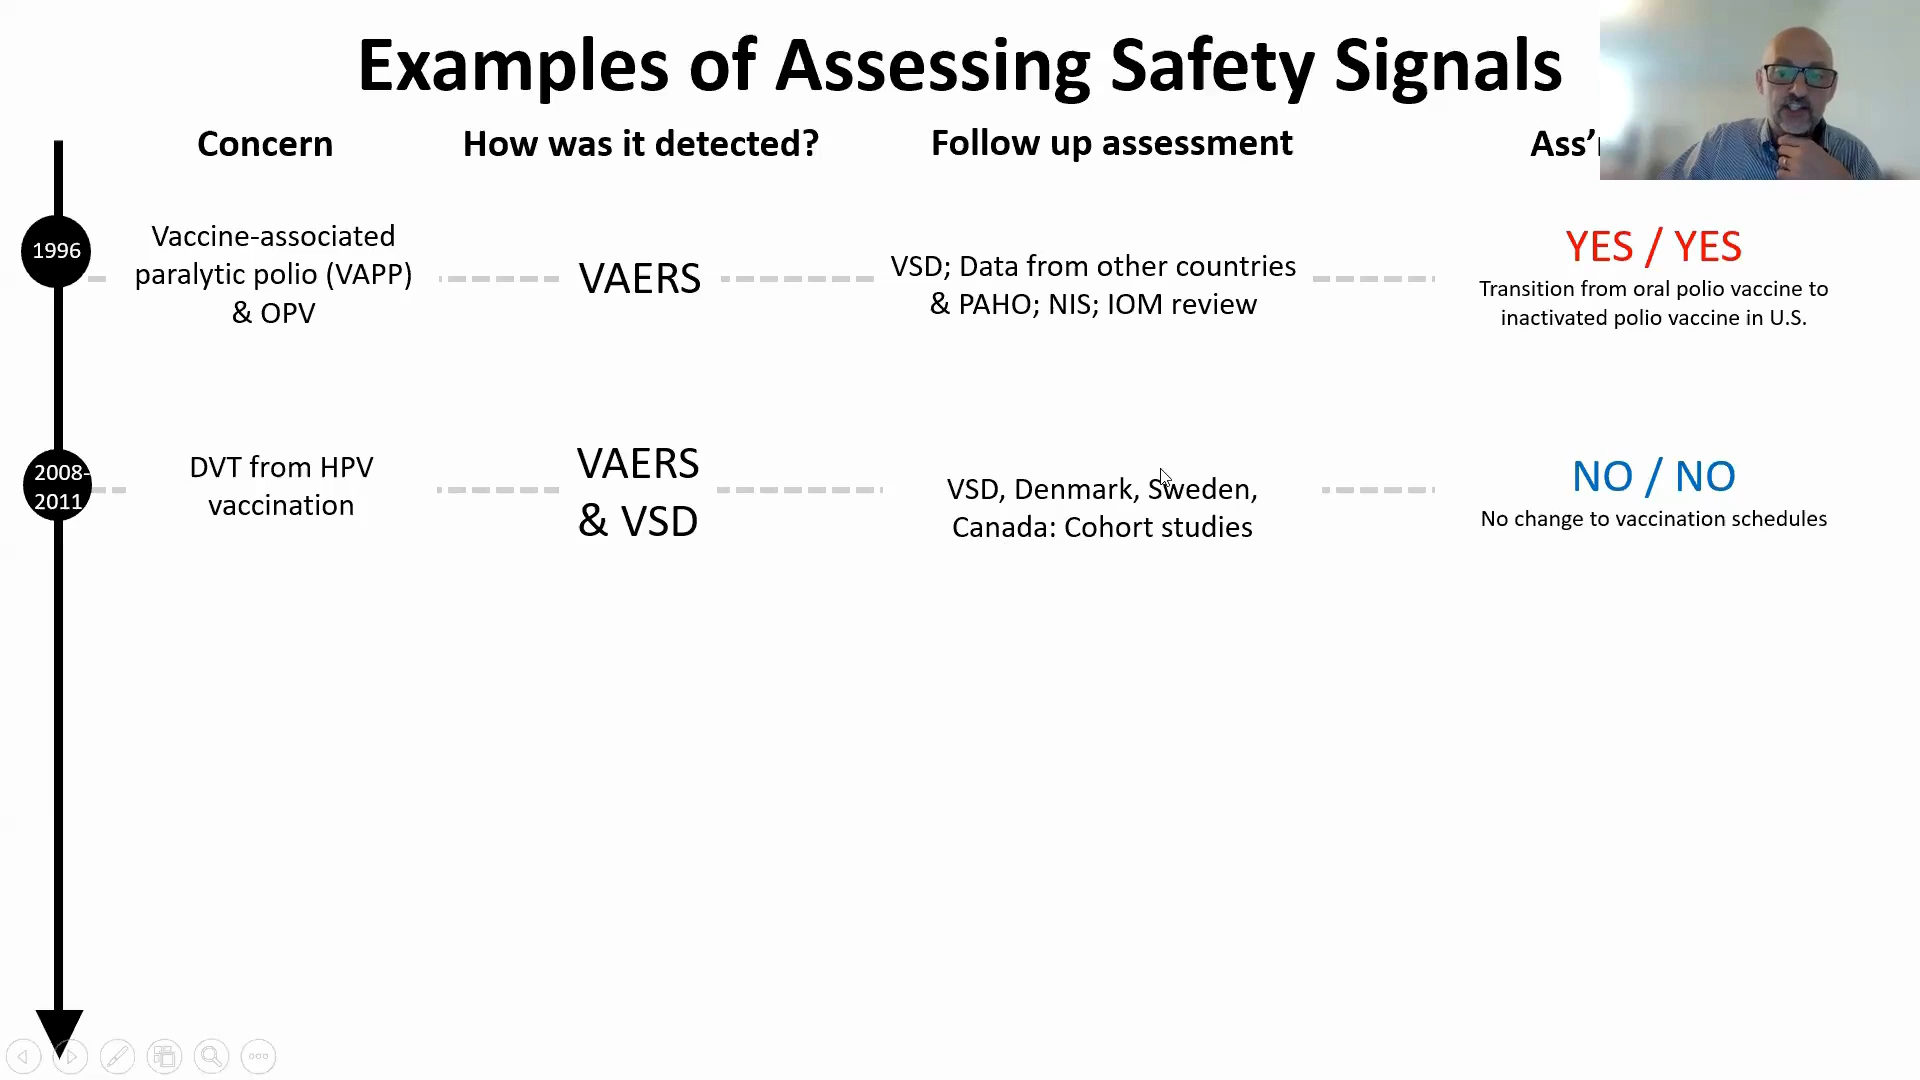 Examples of Assessing Safety Signals
Concern
How was it detected?
Follow up assessment
Ass'
1996
Vaccine-associated
paralytic polio (VAPP)
& OPV
VAERS
VSD; Data from other countries
& PAHO; NIS; IOM review
YES / YES
Transition from oral polio vaccine to
inactivated polio vaccine in U.S.
2008-
2011
DVT from HPV
vaccination
VAERS
& VSD
VSD, Denmark, Sweden,
Canada: Cohort studies
NO / NO
No change to vaccination schedules